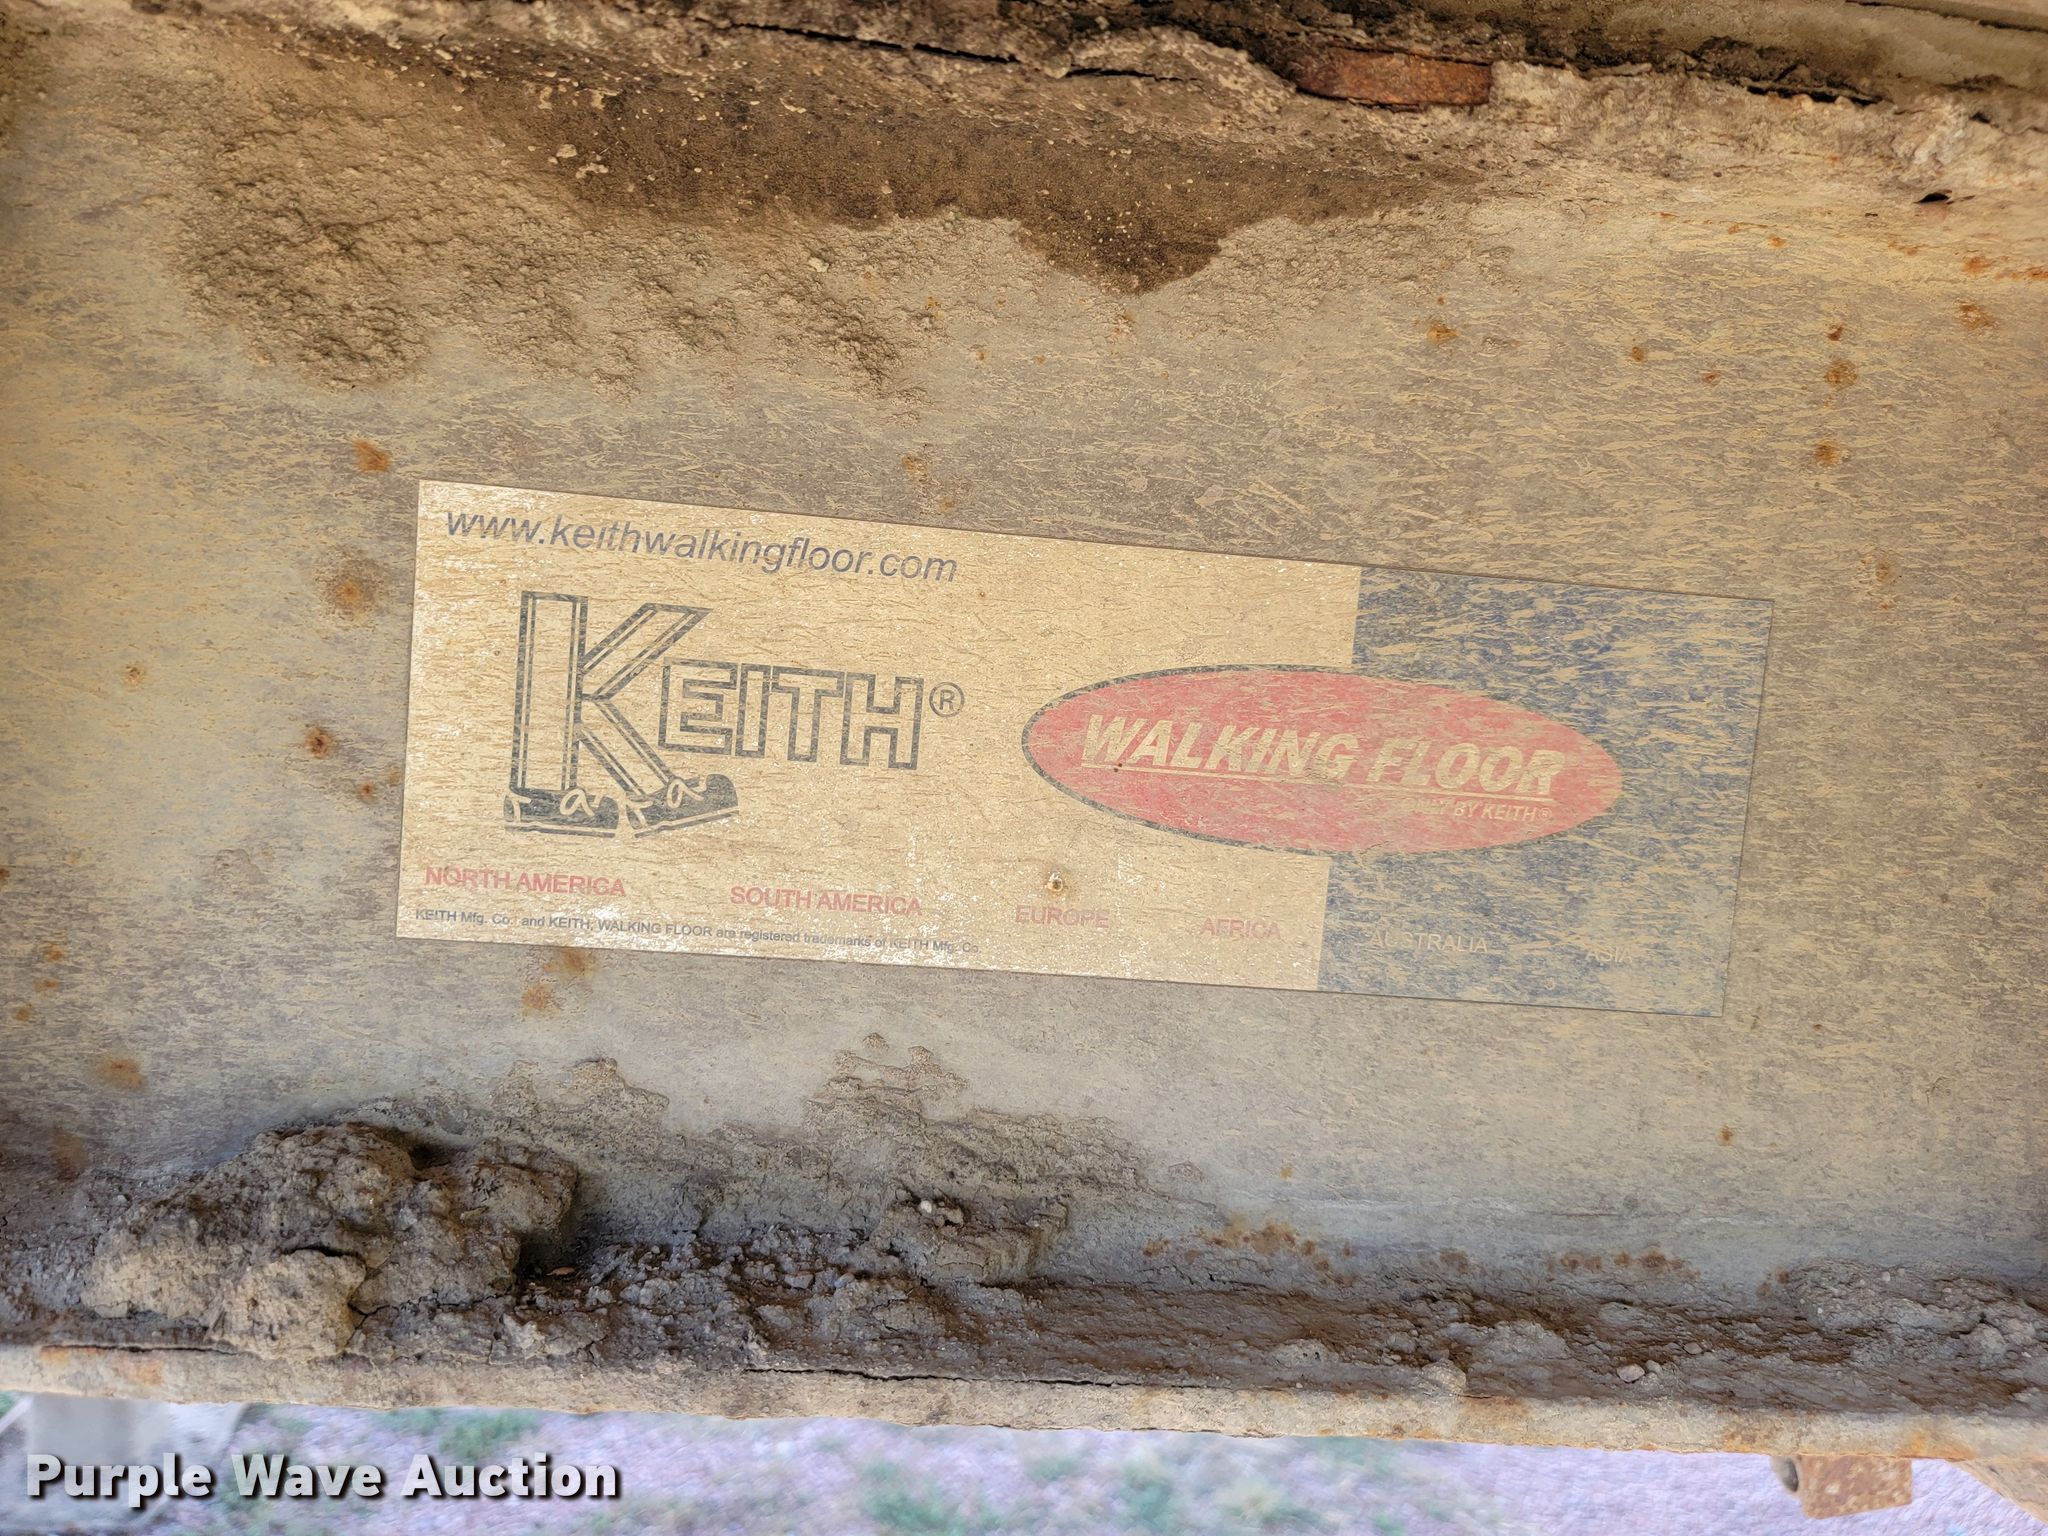 www.keithwalkingfloor.com
KEITH®
WALKING FLOOR
ONLY BY KEITH®
NORTH AMERICA SOUTH AMERICA EUROPE AFRICA AUSTRALIA ASIA
KEITH Mfg. Co. and KEITH, WALKING FLOOR are registered trademarks of KEITH Mfg. Co.
Purple Wave Auction